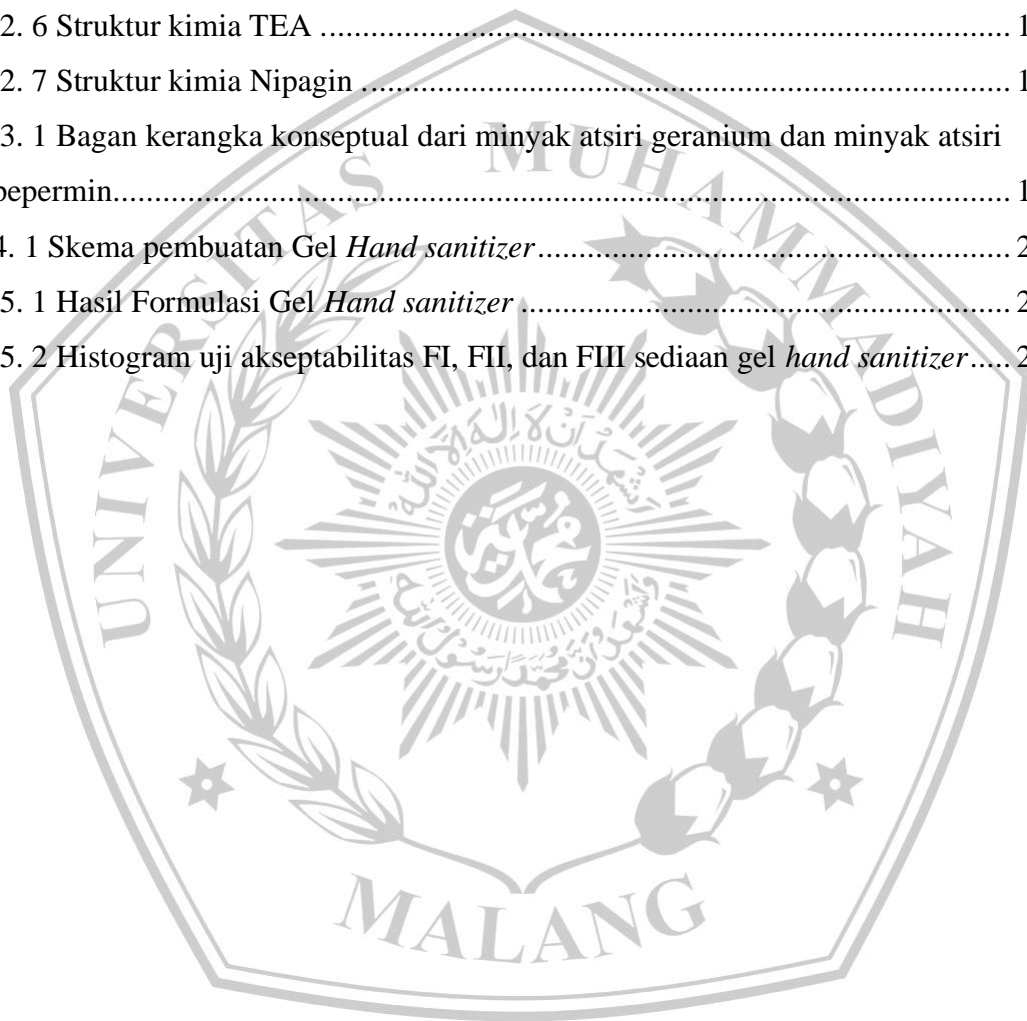 2. 6 Struktur kimia TEA ........................................................................................... 1
2. 7 Struktur kimia Nipagin ...................................................................................... 1
3. 1 Bagan kerangka konseptual dari minyak atsiri geranium dan minyak atsiri
pepermin...................................................................................................................... 1
4. 1 Skema pembuatan Gel Hand sanitizer.............................................................. 2
5. 1 Hasil Formulasi Gel Hand sanitizer ................................................................. 2
5. 2 Histogram uji akseptabilitas FI, FII, dan FIII sediaan gel hand sanitizer..... 2
UNIVERSITAS MUHAMMADIYAH
MALANG